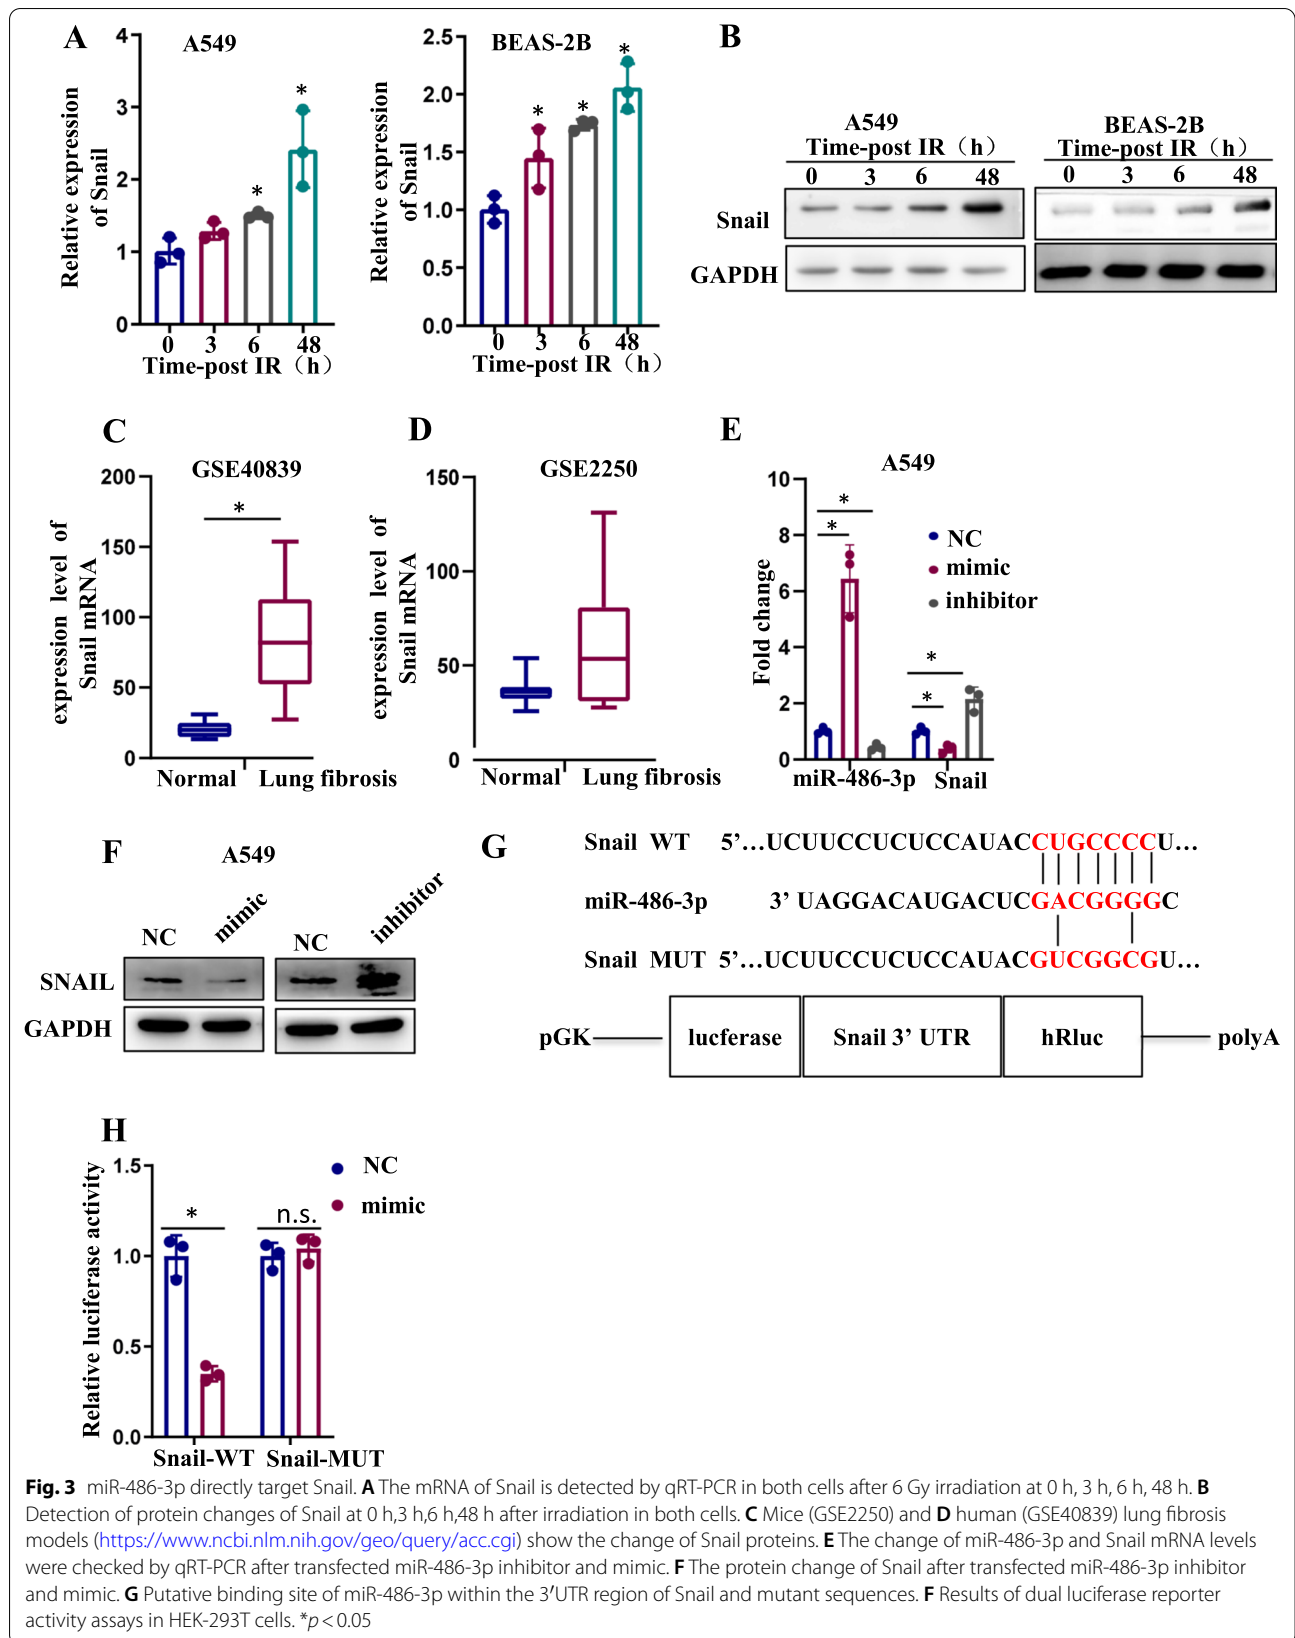 A
A549
Relative expression
of Snail
4
3
2
1
0
*
*
0 3 6 48
Time-post IR（h）
BEAS-2B
Relative expression
of Snail
2.5
2.0
1.5
1.0
0.5
0.0
*
*
*
0 3 6 48
Time-post IR（h）
B
A549
Time-post IR（h）
0 3 6 48
BEAS-2B
Time-post IR（h）
0 3 6 48
Snail
GAPDH
C
GSE40839
expression level of
Snail mRNA
200
150
100
50
0
*
Normal Lung fibrosis
D
GSE2250
expression level of
Snail mRNA
150
100
50
0
Normal Lung fibrosis
E
A549
Fold change
10
8
6
4
2
0
*
*
*
*
NC
mimic
inhibitor
miR-486-3p Snail
F
A549
NC mimic NC inhibitor
SNAIL
GAPDH
G
Snail WT 5’...UCUUCCUCUCCAUACCUGCCCCU...
miR-486-3p 3’ UAGGACAUGACUCGACGGGGC
Snail MUT 5’...UCUUCCUCUCCAUACGUCGGCGU...
pGK lucferase Snail 3’ UTR hRluc polyA
H
Relative luciferase activity
1.5
1.0
0.5
0.0
*
n.s.
NC
mimic
Snail-WT Snail-MUT
Fig. 3 miR-486-3p directly target Snail. A The mRNA of Snail is detected by qRT-PCR in both cells after 6 Gy irradiation at 0 h, 3 h, 6 h, 48 h. B
Detection of protein changes of Snail at 0 h,3 h,6 h,48 h after irradiation in both cells. C Mice (GSE2250) and D human (GSE40839) lung fibrosis
models (https://www.ncbi.nlm.nih.gov/geo/query/acc.cgi) show the change of Snail proteins. E The change of miR-486-3p and Snail mRNA levels
were checked by qRT-PCR after transfected miR-486-3p inhibitor and mimic. F The protein change of Snail after transfected miR-486-3p inhibitor
and mimic. G Putative binding site of miR-486-3p within the 3′UTR region of Snail and mutant sequences. F Results of dual luciferase reporter
activity assays in HEK-293T cells. *p < 0.05